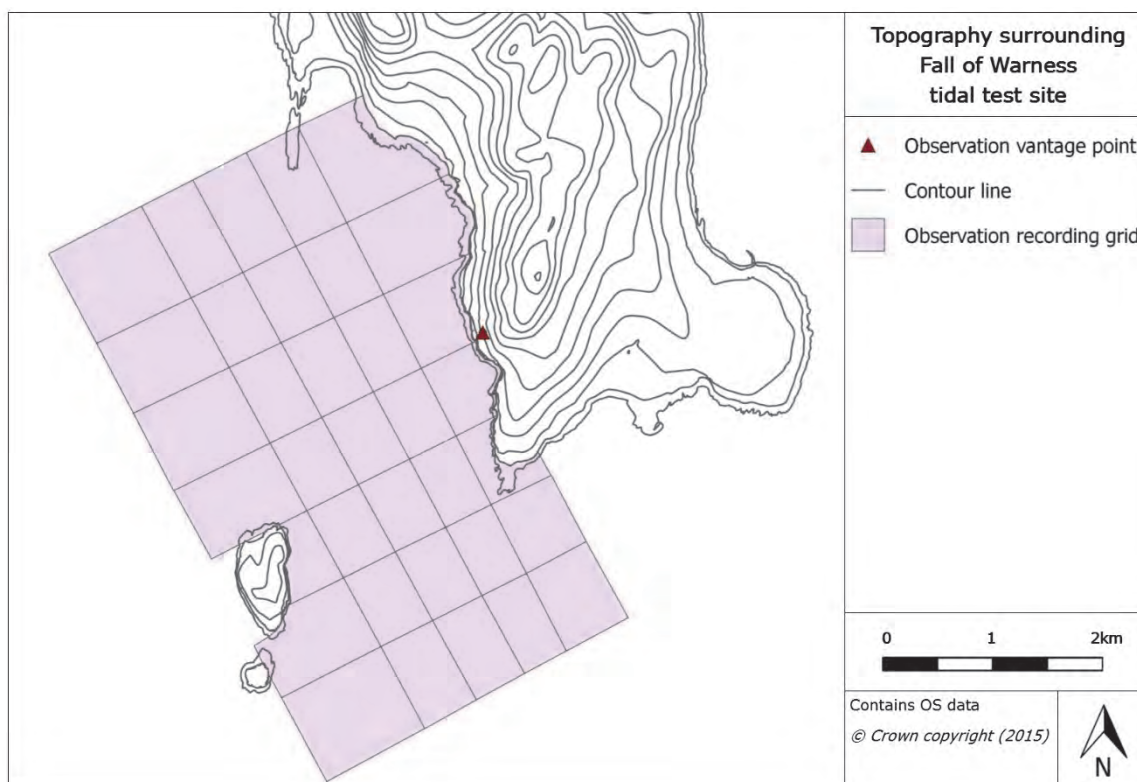 Topography surrounding
Fall of Warness
tidal test site
Observation vantage point
Contour line
Observation recording grid
0 1 2km
Contains OS data
© Crown copyright (2015)
N